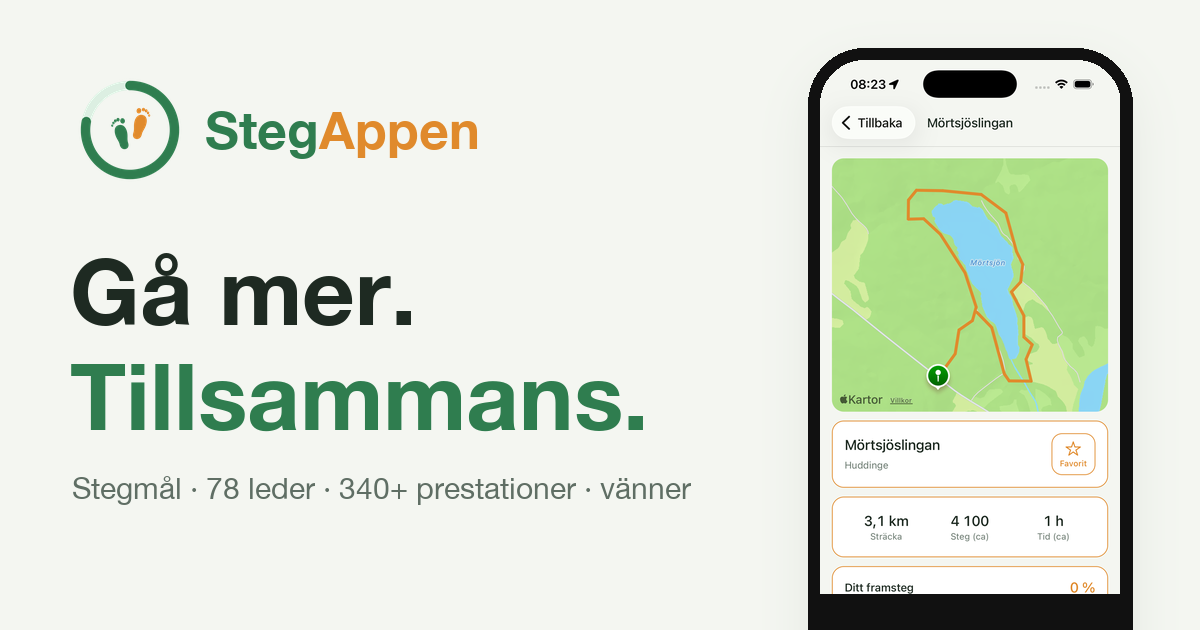 StegAppen
Gå mer.
Tillsammans.
Stegmål · 78 leder · 340+ prestationer · vänner
08:23
Tillbaka
Mörtsjöslingan
Mörtsjön
Kartor Villkor
Mörtsjöslingan
Huddinge
Favorit
3,1 km 4 100 1 h
Sträcka Steg (ca) Tid (ca)
Ditt framsteg 0 %